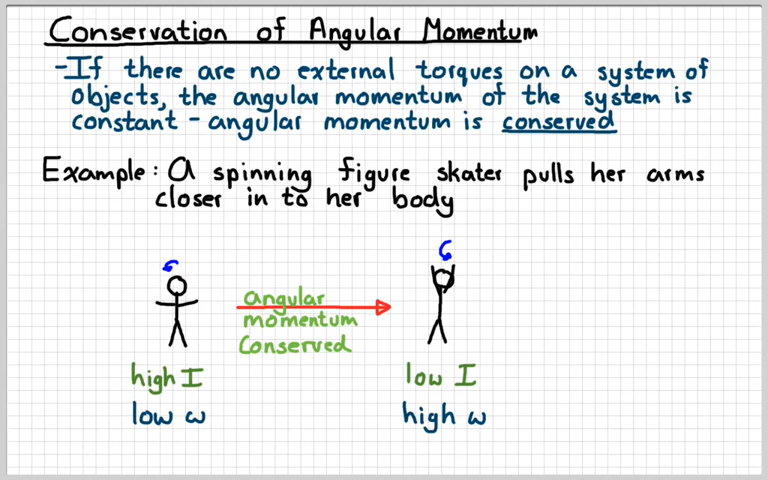 Conservation of Angular Momentum
-If there are no external torques on a system of
objects, the angular momentum of the system is
constant - angular momentum is conserved
Example: A spinning figure skater pulls her arms
closer in to her body
angular
momentum
Conserved
high I
low ω
low I
high ω